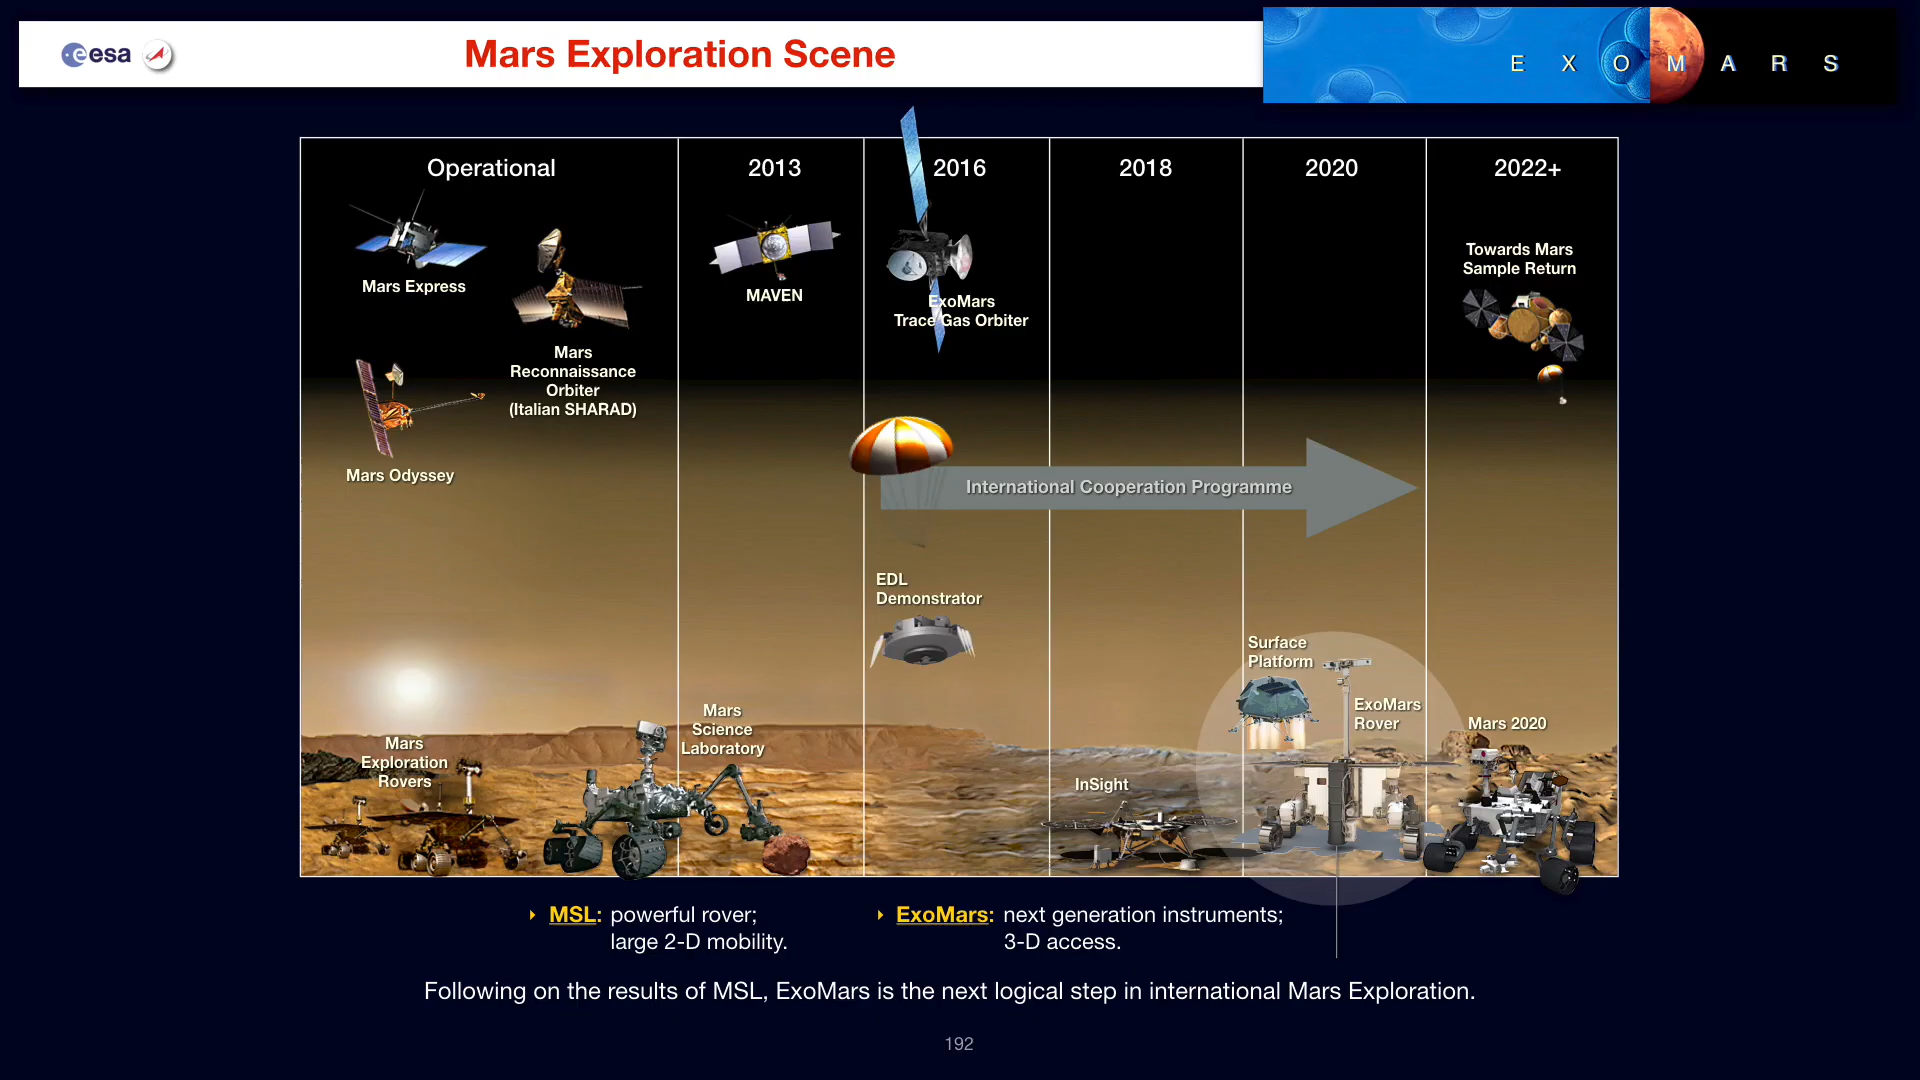 esa
Mars Exploration Scene
EXOMARS
Operational
2013
2016
2018
2020
2022+
Mars Express
Mars
Reconnaissance
Orbiter
(Italian SHARAD)
Mars Odyssey
MAVEN
ExoMars
Trace Gas Orbiter
Towards Mars
Sample Return
International Cooperation Programme
EDL
Demonstrator
Surface
Platform
ExoMars
Rover
Mars 2020
Mars
Exploration
Rovers
Mars
Science
Laboratory
InSight
MSL: powerful rover;
large 2-D mobility.
ExoMars: next generation instruments;
3-D access.
Following on the results of MSL, ExoMars is the next logical step in international Mars Exploration.
192